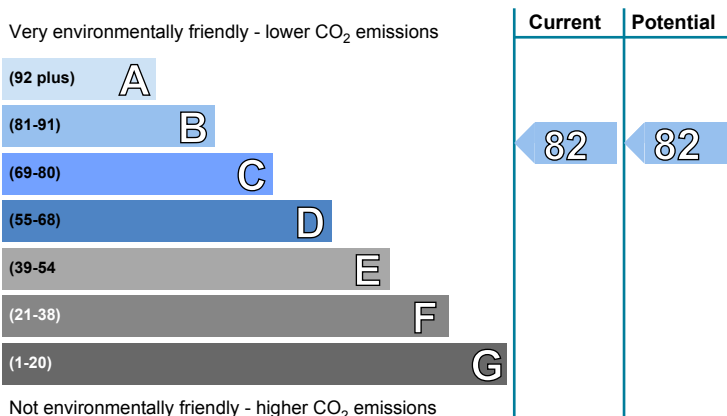 Current Potential
Very environmentally friendly - lower CO₂ emissions
(92 plus) A
(81-91) B
82 82
(69-80) C
(55-68) D
(39-54 E
(21-38) F
(1-20) G
Not environmentally friendly - higher CO₂ emissions